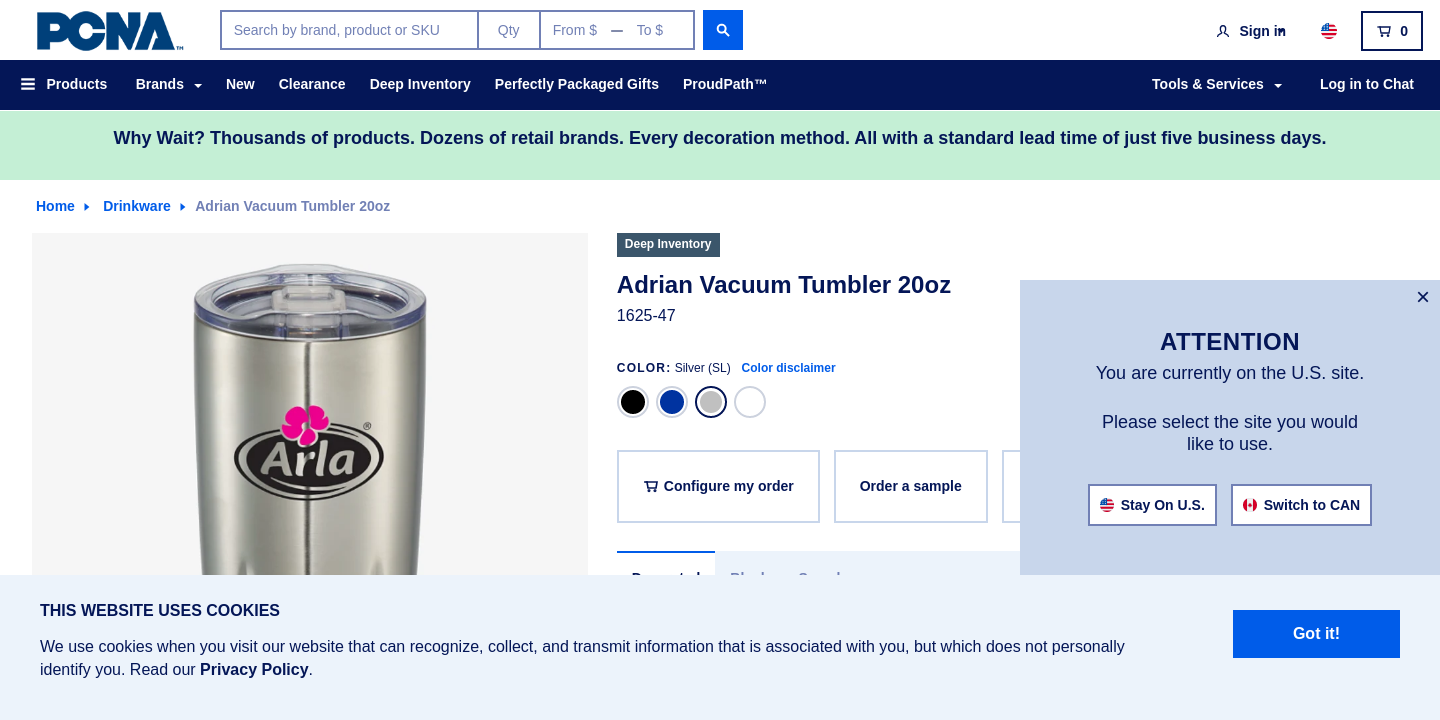 PCNA™
Search by brand, product or SKU
Qty
From $ — To $
Sign in
0
Products
Brands
New
Clearance
Deep Inventory
Perfectly Packaged Gifts
ProudPath™
Tools & Services
Log in to Chat
Why Wait? Thousands of products. Dozens of retail brands. Every decoration method. All with a standard lead time of just five business days.
Home
Drinkware
Adrian Vacuum Tumbler 20oz
Arla®
Deep Inventory
Adrian Vacuum Tumbler 20oz
1625-47
COLOR: Silver (SL) Color disclaimer
Configure my order
Order a sample
×
ATTENTION
You are currently on the U.S. site.
Please select the site you would
like to use.
Stay On U.S.
Switch to CAN
THIS WEBSITE USES COOKIES
We use cookies when you visit our website that can recognize, collect, and transmit information that is associated with you, but which does not personally
identify you. Read our Privacy Policy.
Got it!